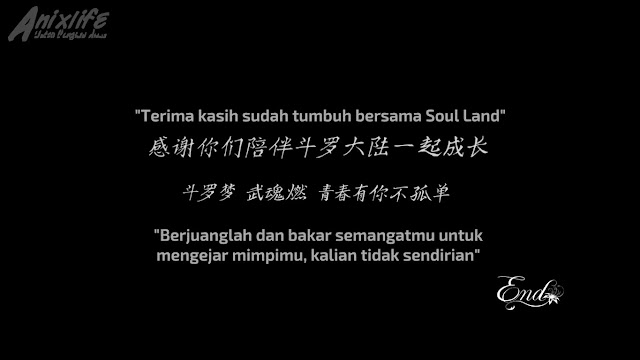 Anixlife
"Terima kasih sudah tumbuh bersama Soul Land"
感谢你们陪伴斗罗大陆一起成长
斗罗梦 武魂燃 青春有你不孤单
"Berjuanglah dan bakar semangatmu untuk
mengejar mimpimu, kalian tidak sendirian"
End